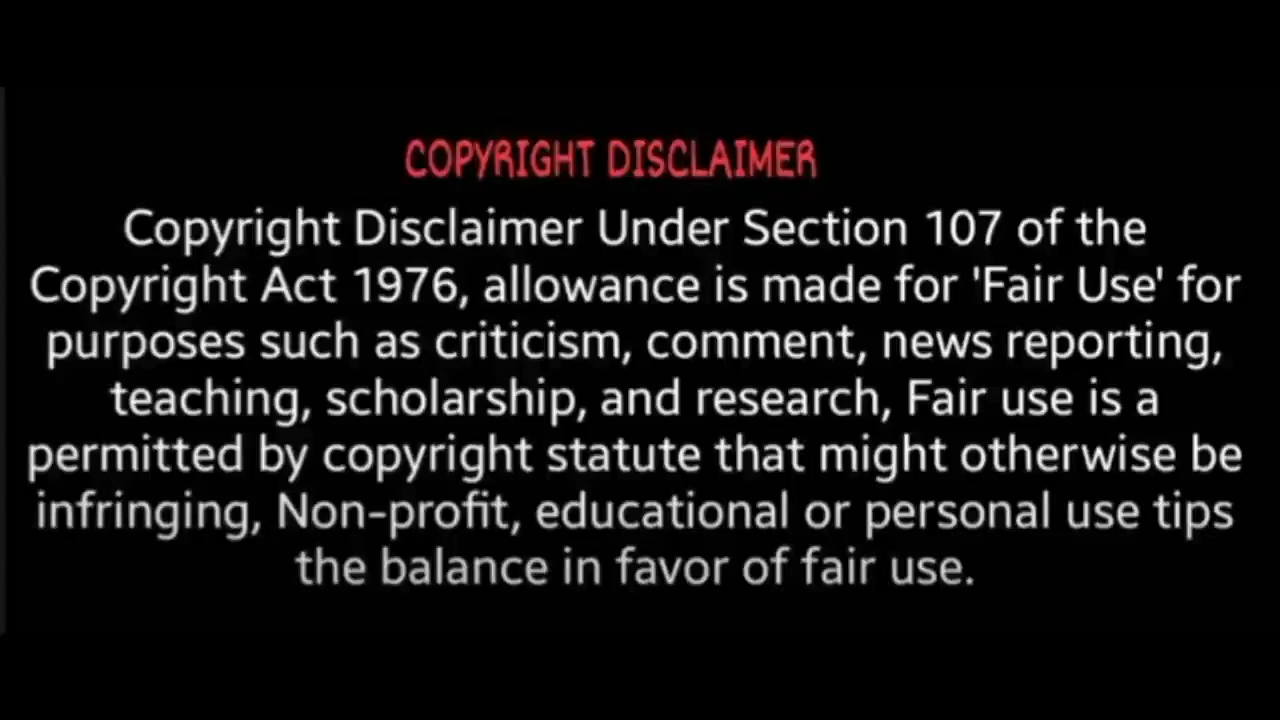 COPYRIGHT DISCLAIMER
Copyright Disclaimer Under Section 107 of the
Copyright Act 1976, allowance is made for 'Fair Use' for
purposes such as criticism, comment, news reporting,
teaching, scholarship, and research, Fair use is a
permitted by copyright statute that might otherwise be
infringing, Non-profit, educational or personal use tips
the balance in favor of fair use.